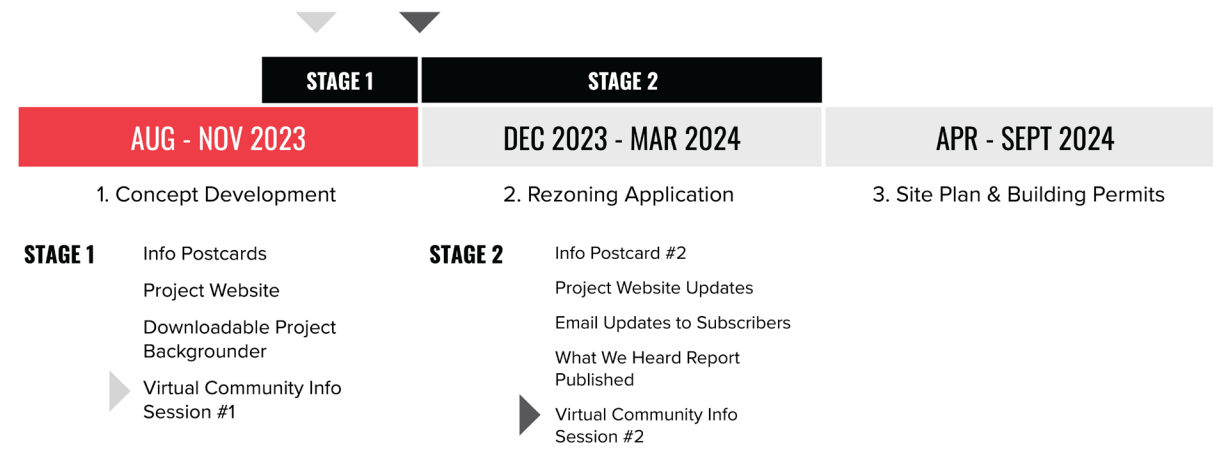 STAGE 1
STAGE 2
AUG - NOV 2023
DEC 2023 - MAR 2024
APR - SEPT 2024
1. Concept Development
2. Rezoning Application
3. Site Plan & Building Permits
STAGE 1
Info Postcards
Project Website
Downloadable Project
Backgrounder
Virtual Community Info
Session #1
STAGE 2
Info Postcard #2
Project Website Updates
Email Updates to Subscribers
What We Heard Report
Published
Virtual Community Info
Session #2